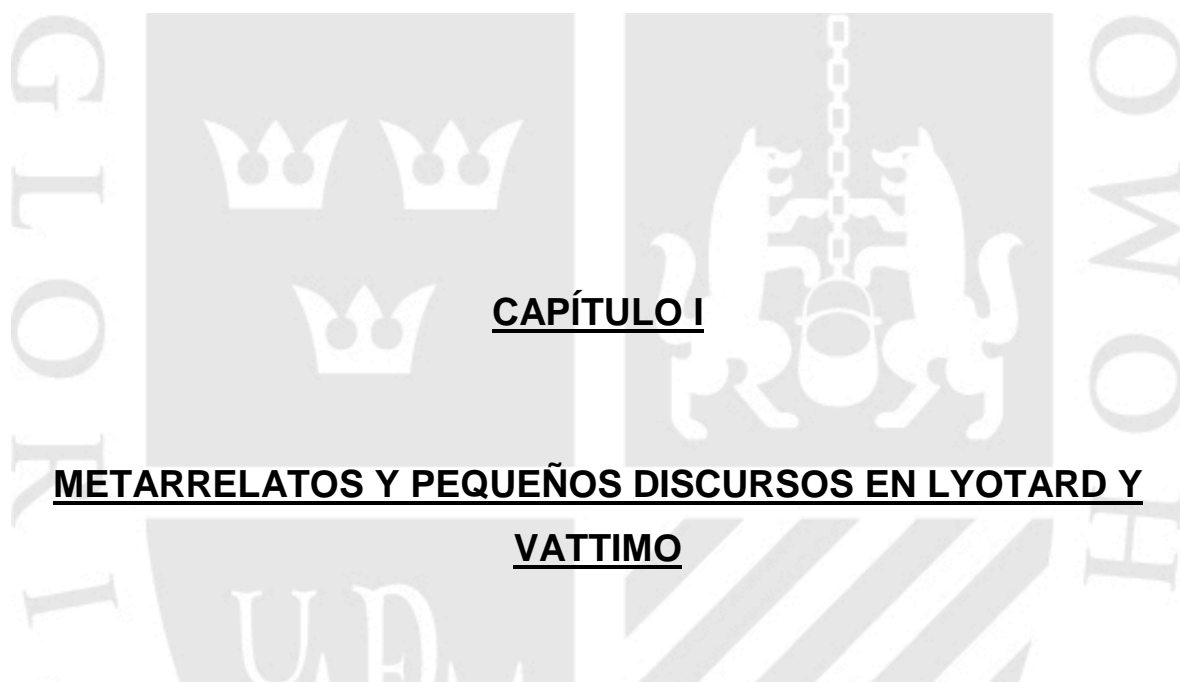 CAPÍTULO I
METARRELATOS Y PEQUEÑOS DISCURSOS EN LYOTARD Y
VATTIMO